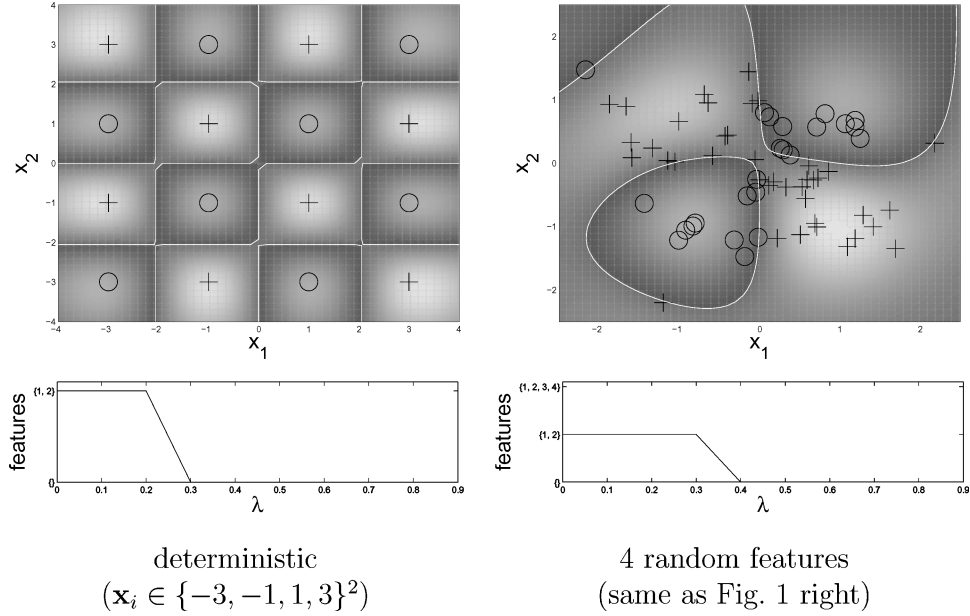 4
3
2
1
0
−1
−2
−3
−4
x2
−4 −3 −2 −1 0 1 2 3 4
x1
2
1
0
−1
−2
x2
−2 −1 0 1 2
x1
{1, 2}
{}
features
0 0.1 0.2 0.3 0.4 0.5 0.6 0.7 0.8 0.9
λ
{1, 2, 3, 4}
{1, 2}
{}
features
0 0.1 0.2 0.3 0.4 0.5 0.6 0.7 0.8 0.9
λ
deterministic
(xᵢ ∈ {−3, −1, 1, 3}²)
4 random features
(same as Fig. 1 right)